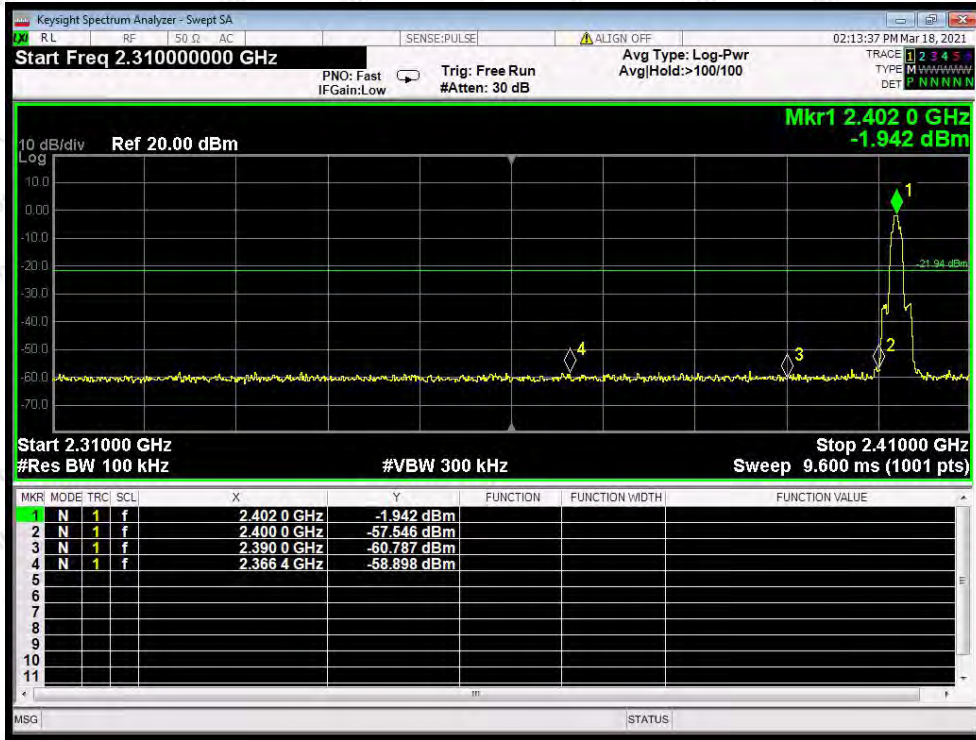 Keysight Spectrum Analyzer - Swept SA
RL RF 50 Ω AC SENSE:PULSE ALIGN OFF 02:13:37 PM Mar 18, 2021
Start Freq 2.310000000 GHz
PNO: Fast
IFGain:Low
Trig: Free Run
#Atten: 30 dB
Avg Type: Log-Pwr
Avg|Hold:>100/100
TRACE 1 2 3 4 5 6
TYPE M WWWWW
DET P N N N N N
Mkr1 2.402 0 GHz
-1.942 dBm
10 dB/div Ref 20.00 dBm
Log
10.0
0.00
-10.0
-20.0
-30.0
-40.0
-50.0
-60.0
-70.0
1
-21.94 dBm
4
3
2
Start 2.31000 GHz Stop 2.41000 GHz
#Res BW 100 kHz #VBW 300 kHz Sweep 9.600 ms (1001 pts)
MKR MODE TRC SCL X Y FUNCTION FUNCTION WIDTH FUNCTION VALUE
1 N 1 f 2.402 0 GHz -1.942 dBm
2 N 1 f 2.400 0 GHz -57.546 dBm
3 N 1 f 2.390 0 GHz -60.787 dBm
4 N 1 f 2.366 4 GHz -58.898 dBm
5
6
7
8
9
10
11
MSG STATUS